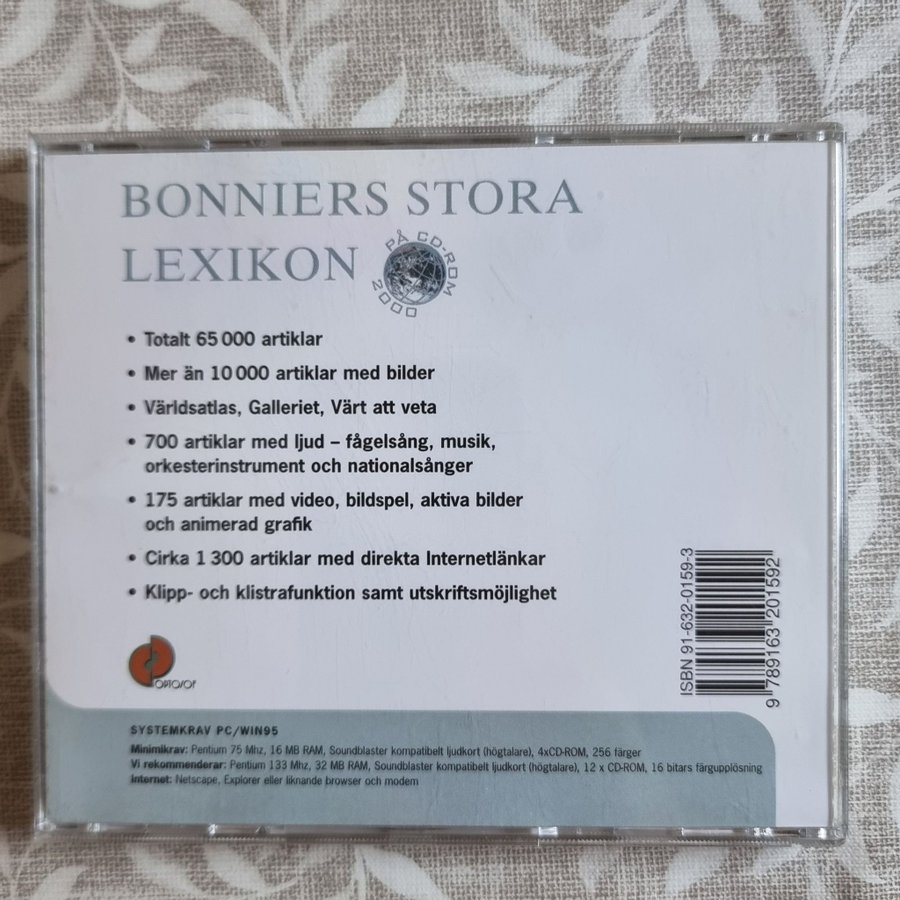 BONNIERS STORA
LEXIKON
PÅ CD-ROM
2000
• Totalt 65 000 artiklar
• Mer än 10 000 artiklar med bilder
• Världsatlas, Galleriet, Värt att veta
• 700 artiklar med ljud – fågelsång, musik,
orkesterinstrument och nationalsånger
• 175 artiklar med video, bildspel, aktiva bilder
och animerad grafik
• Cirka 1 300 artiklar med direkta Internetlänkar
• Klipp- och klistrafunktion samt utskriftsmöjlighet
OPTOSOF
ISBN 91-632-0159-3
9 789163 201592
SYSTEMKRAV PC/WIN95
Minimikrav: Pentium 75 Mhz, 16 MB RAM, Soundblaster kompatibelt ljudkort (högtalare), 4xCD-ROM, 256 färger
Vi rekommenderar: Pentium 133 Mhz, 32 MB RAM, Soundblaster kompatibelt ljudkort (högtalare), 12 x CD-ROM, 16 bitars färgupplösning
Internet: Netscape, Explorer eller liknande browser och modem